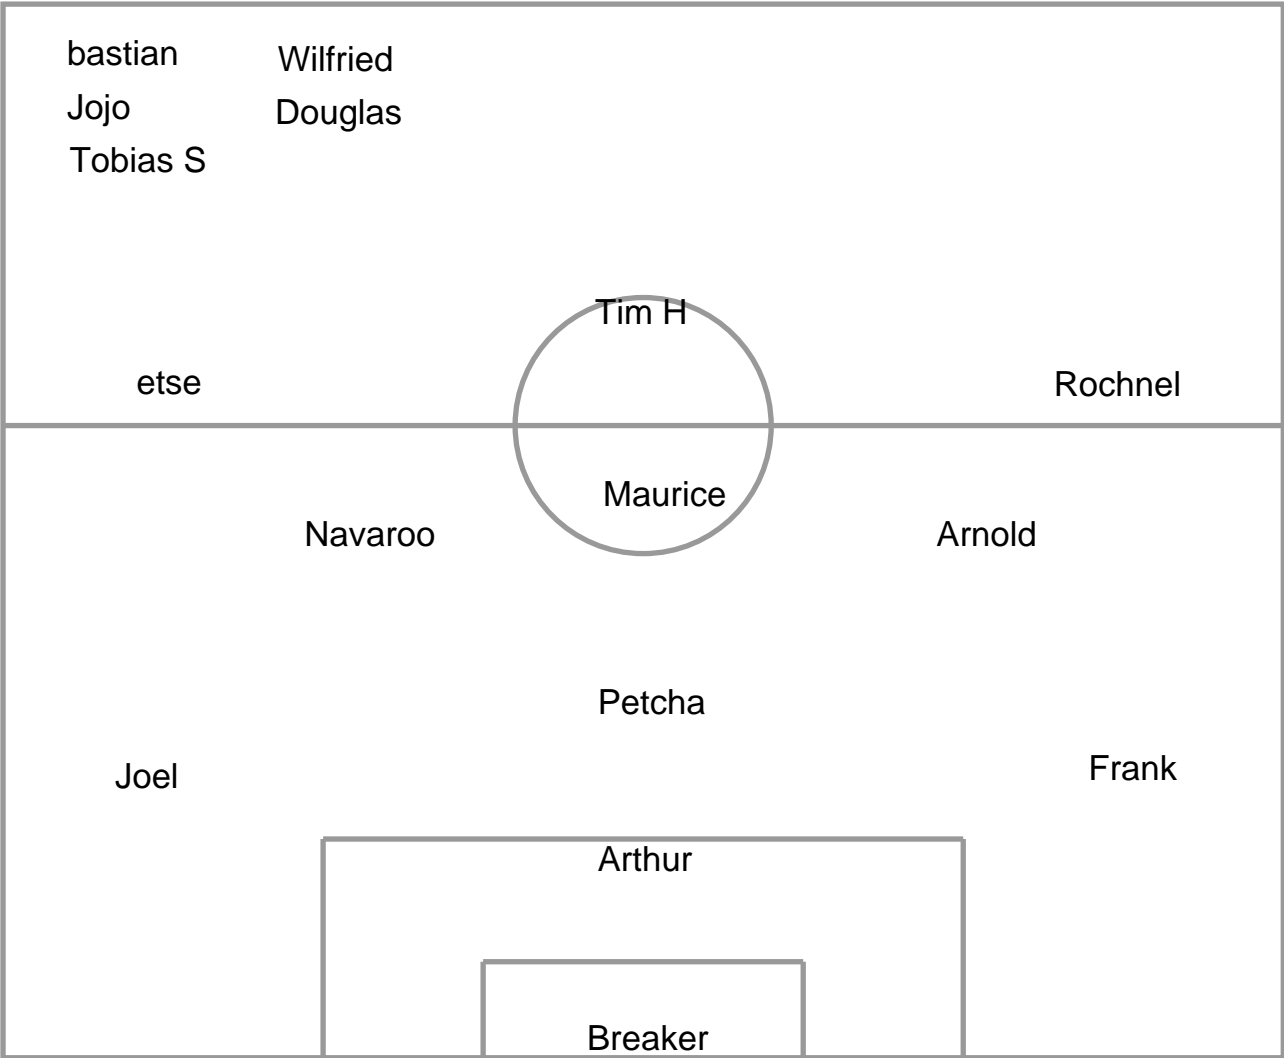 bastian Wilfried
Jojo Douglas
Tobias S
Tim H
etse Rochnel
Maurice
Navaroo Arnold
Petcha
Joel Frank
Arthur
Breaker